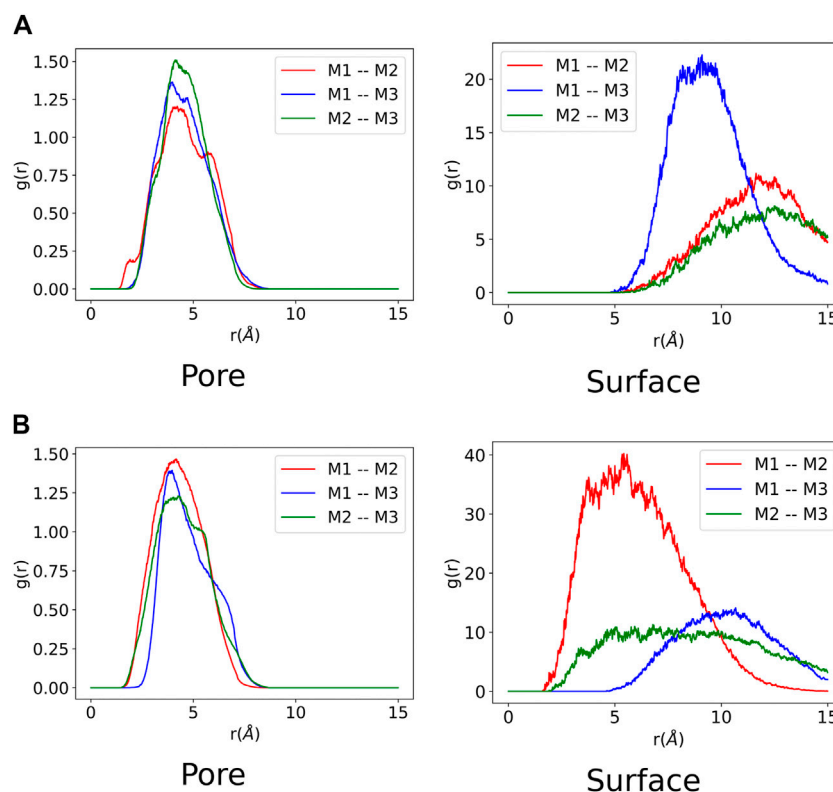 A
1.50
1.25
1.00
0.75
0.50
0.25
0.00
g(r)
M1 -- M2
M1 -- M3
M2 -- M3
0 5 10 15
r(Å)
Pore
20
15
10
5
0
g(r)
M1 -- M2
M1 -- M3
M2 -- M3
0 5 10 15
r(Å)
Surface
B
1.50
1.25
1.00
0.75
0.50
0.25
0.00
g(r)
M1 -- M2
M1 -- M3
M2 -- M3
0 5 10 15
r(Å)
Pore
40
30
20
10
0
g(r)
M1 -- M2
M1 -- M3
M2 -- M3
0 5 10 15
r(Å)
Surface